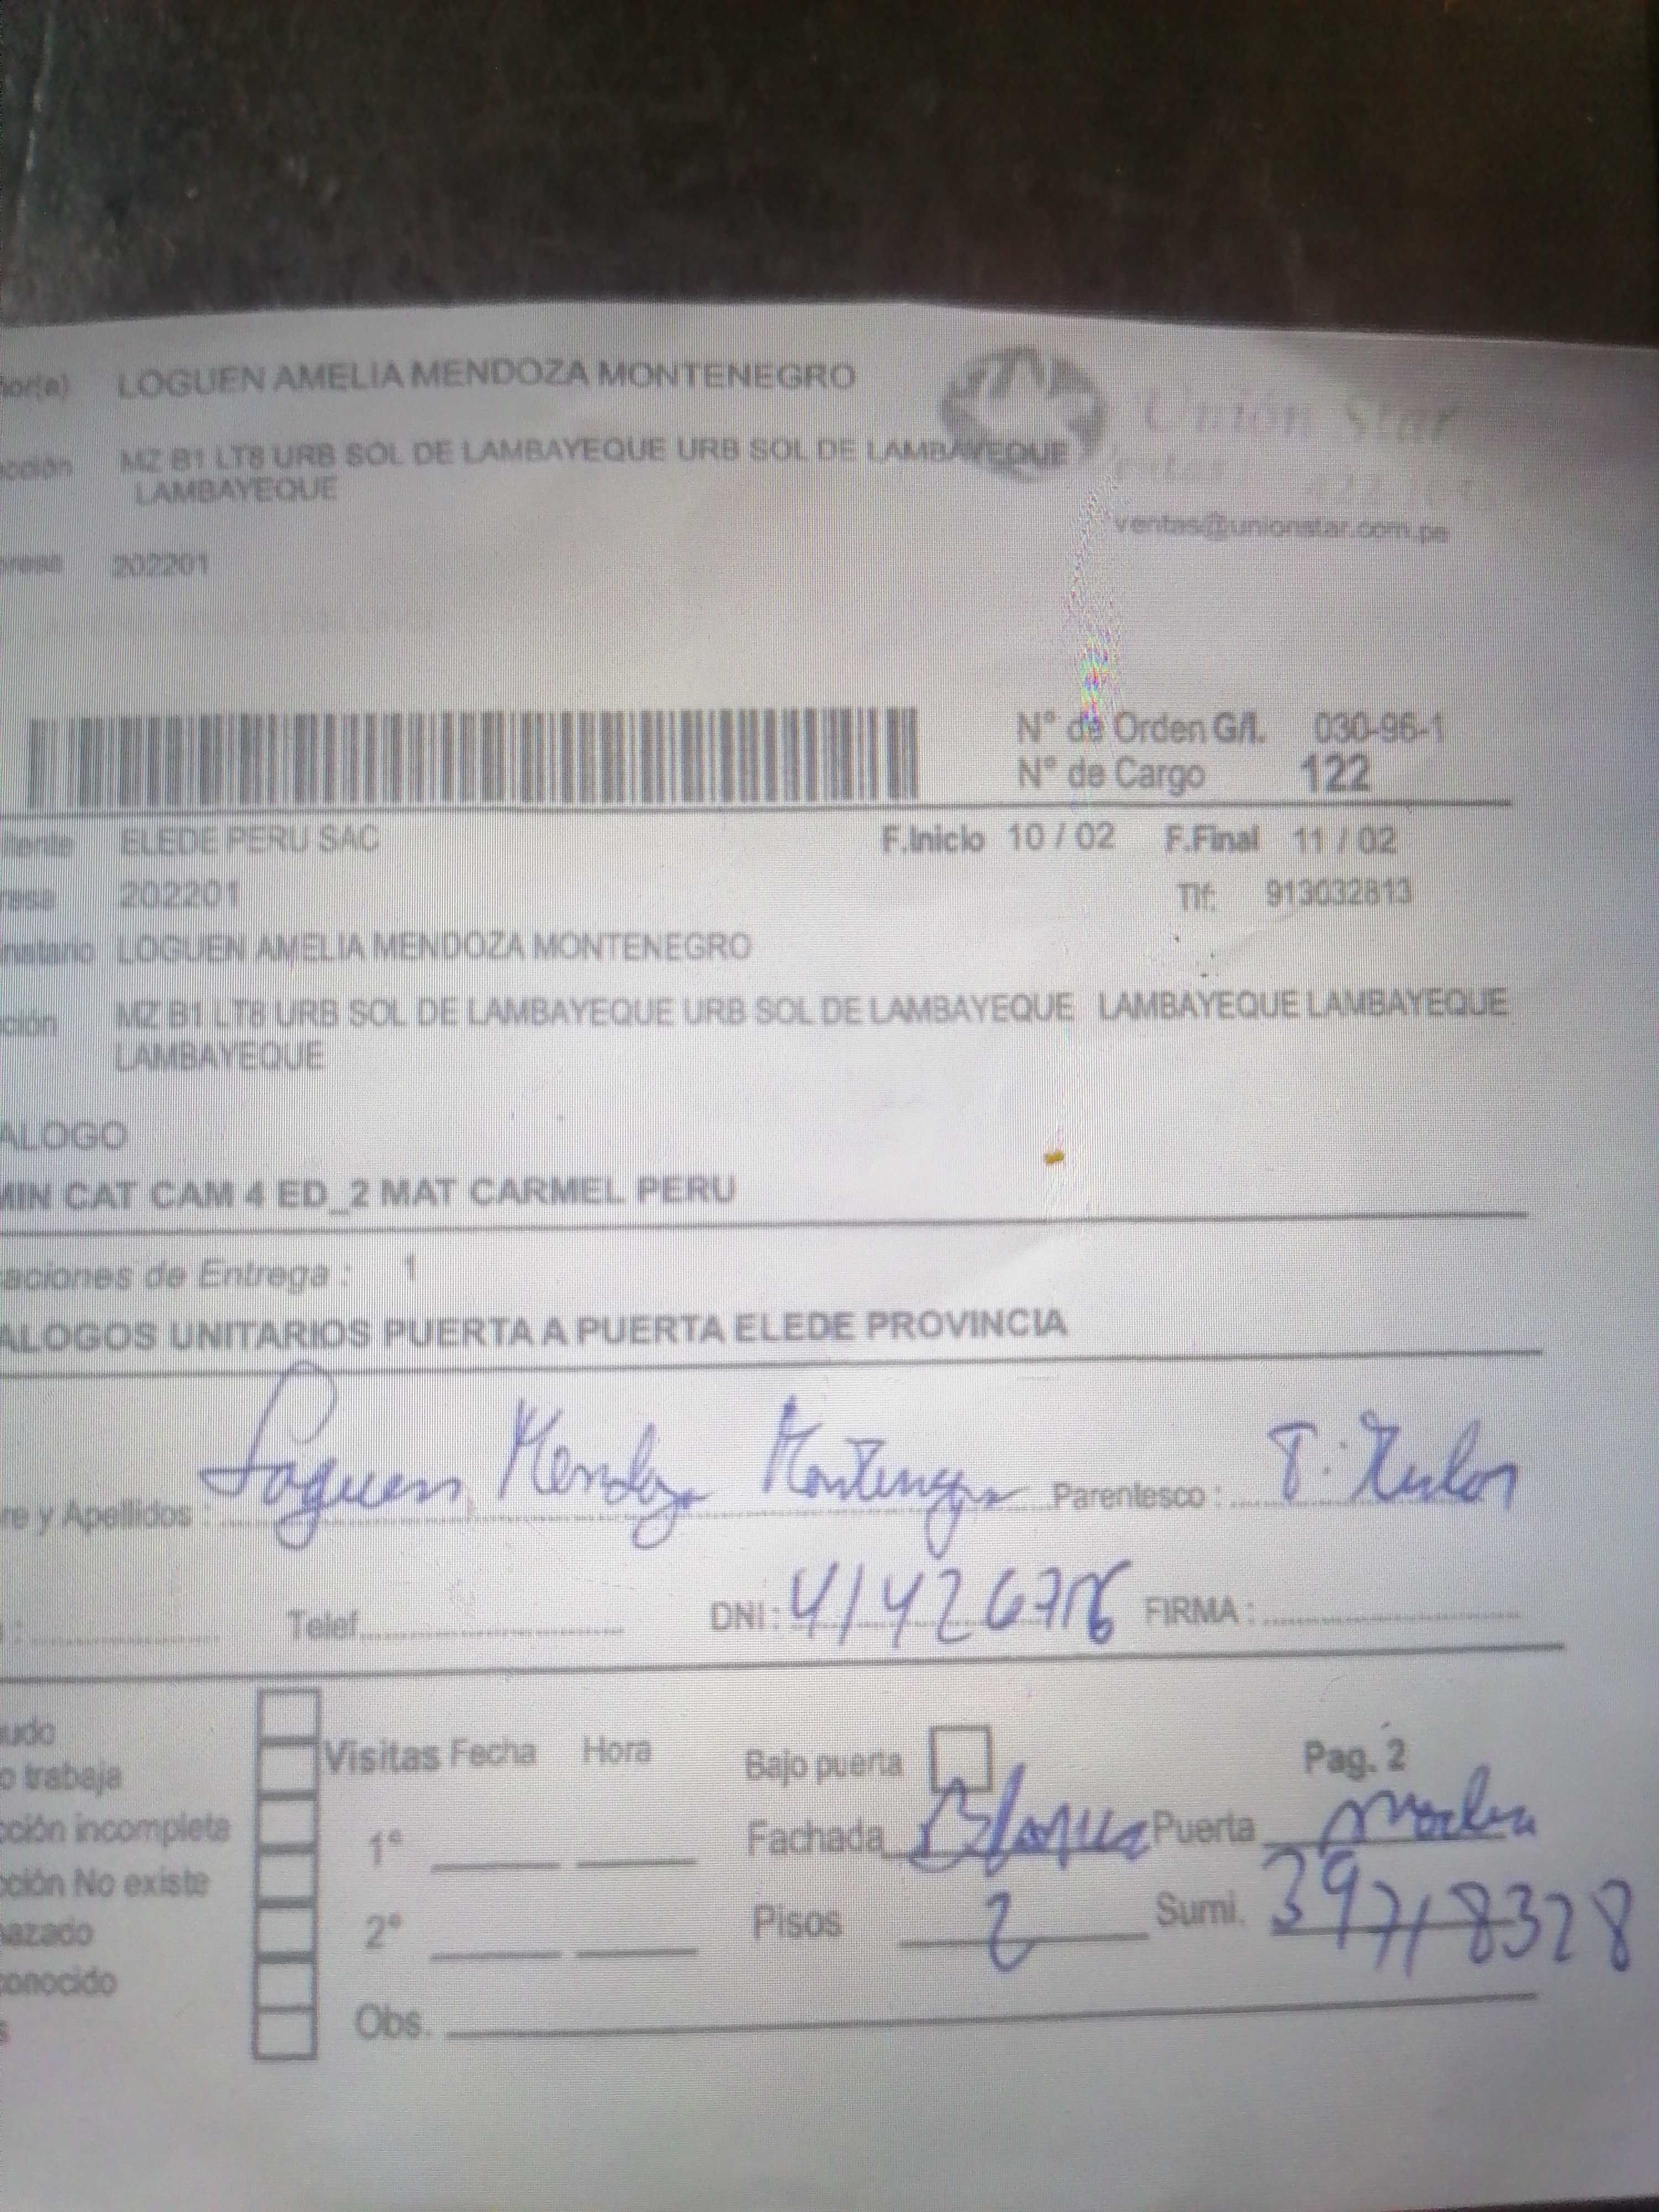 ñor(a) LOGUEN AMELIA MENDOZA MONTENEGRO
Unión Star
cción MZ B1 LT8 URB SOL DE LAMBAYEQUE URB SOL DE LAMBAYEQUE
LAMBAYEQUE
ventas@unionstar.com.pe
presa 202201
N° de Orden G/I. 030-96-1
N° de Cargo 122
ELEDE PERU SAC F.Inicio 10 / 02 F.Final 11 / 02
resa 202201 Tlf: 913032813
inatario LOGUEN AMELIA MENDOZA MONTENEGRO
ción MZ B1 LT8 URB SOL DE LAMBAYEQUE URB SOL DE LAMBAYEQUE LAMBAYEQUE LAMBAYEQUE
LAMBAYEQUE
ALOGO
MIN CAT CAM 4 ED_2 MAT CARMEL PERU
aciones de Entrega : 1
ALOGOS UNITARIOS PUERTA A PUERTA ELEDE PROVINCIA
re y Apellidos : Loguen Mendoza Montenegro Parentesco :
Telef. DNI : FIRMA :
udo
Visitas Fecha Hora Bajo puerta Pag. 2
o trabaja
cción incompleta 1° Fachada Blanca Puerta
cción No existe
azado 2° Pisos 2 Sumi. 39718328
conocido
s Obs.